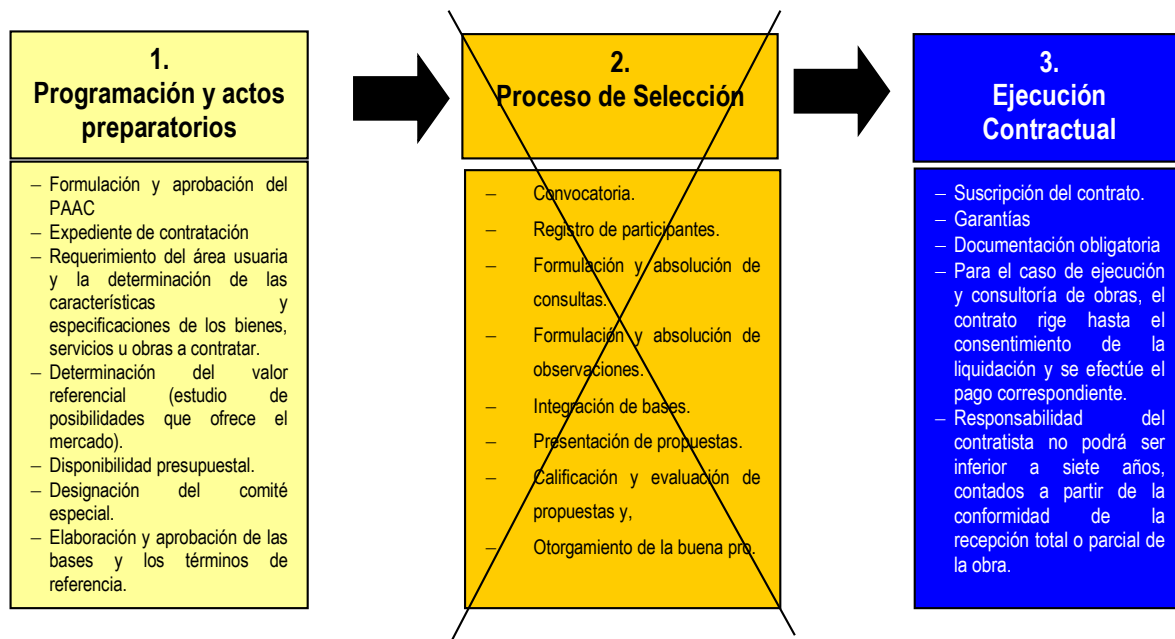 1.
Programación y actos
preparatorios
– Formulación y aprobación del
PAAC
– Expediente de contratación
– Requerimiento del área usuaria
y la determinación de las
características y
especificaciones de los bienes,
servicios u obras a contratar.
– Determinación del valor
referencial (estudio de
posibilidades que ofrece el
mercado).
– Disponibilidad presupuestal.
– Designación del comité
especial.
– Elaboración y aprobación de las
bases y los términos de
referencia.
2.
Proceso de Selección
– Convocatoria.
– Registro de participantes.
– Formulación y absolución de
consultas.
– Formulación y absolución de
observaciones.
– Integración de bases.
– Presentación de propuestas.
– Calificación y evaluación de
propuestas y,
– Otorgamiento de la buena pro.
3.
Ejecución
Contractual
– Suscripción del contrato.
– Garantías
– Documentación obligatoria
– Para el caso de ejecución
y consultoría de obras, el
contrato rige hasta el
consentimiento de la
liquidación y se efectúe el
pago correspondiente.
– Responsabilidad del
contratista no podrá ser
inferior a siete años,
contados a partir de la
conformidad de la
recepción total o parcial de
la obra.